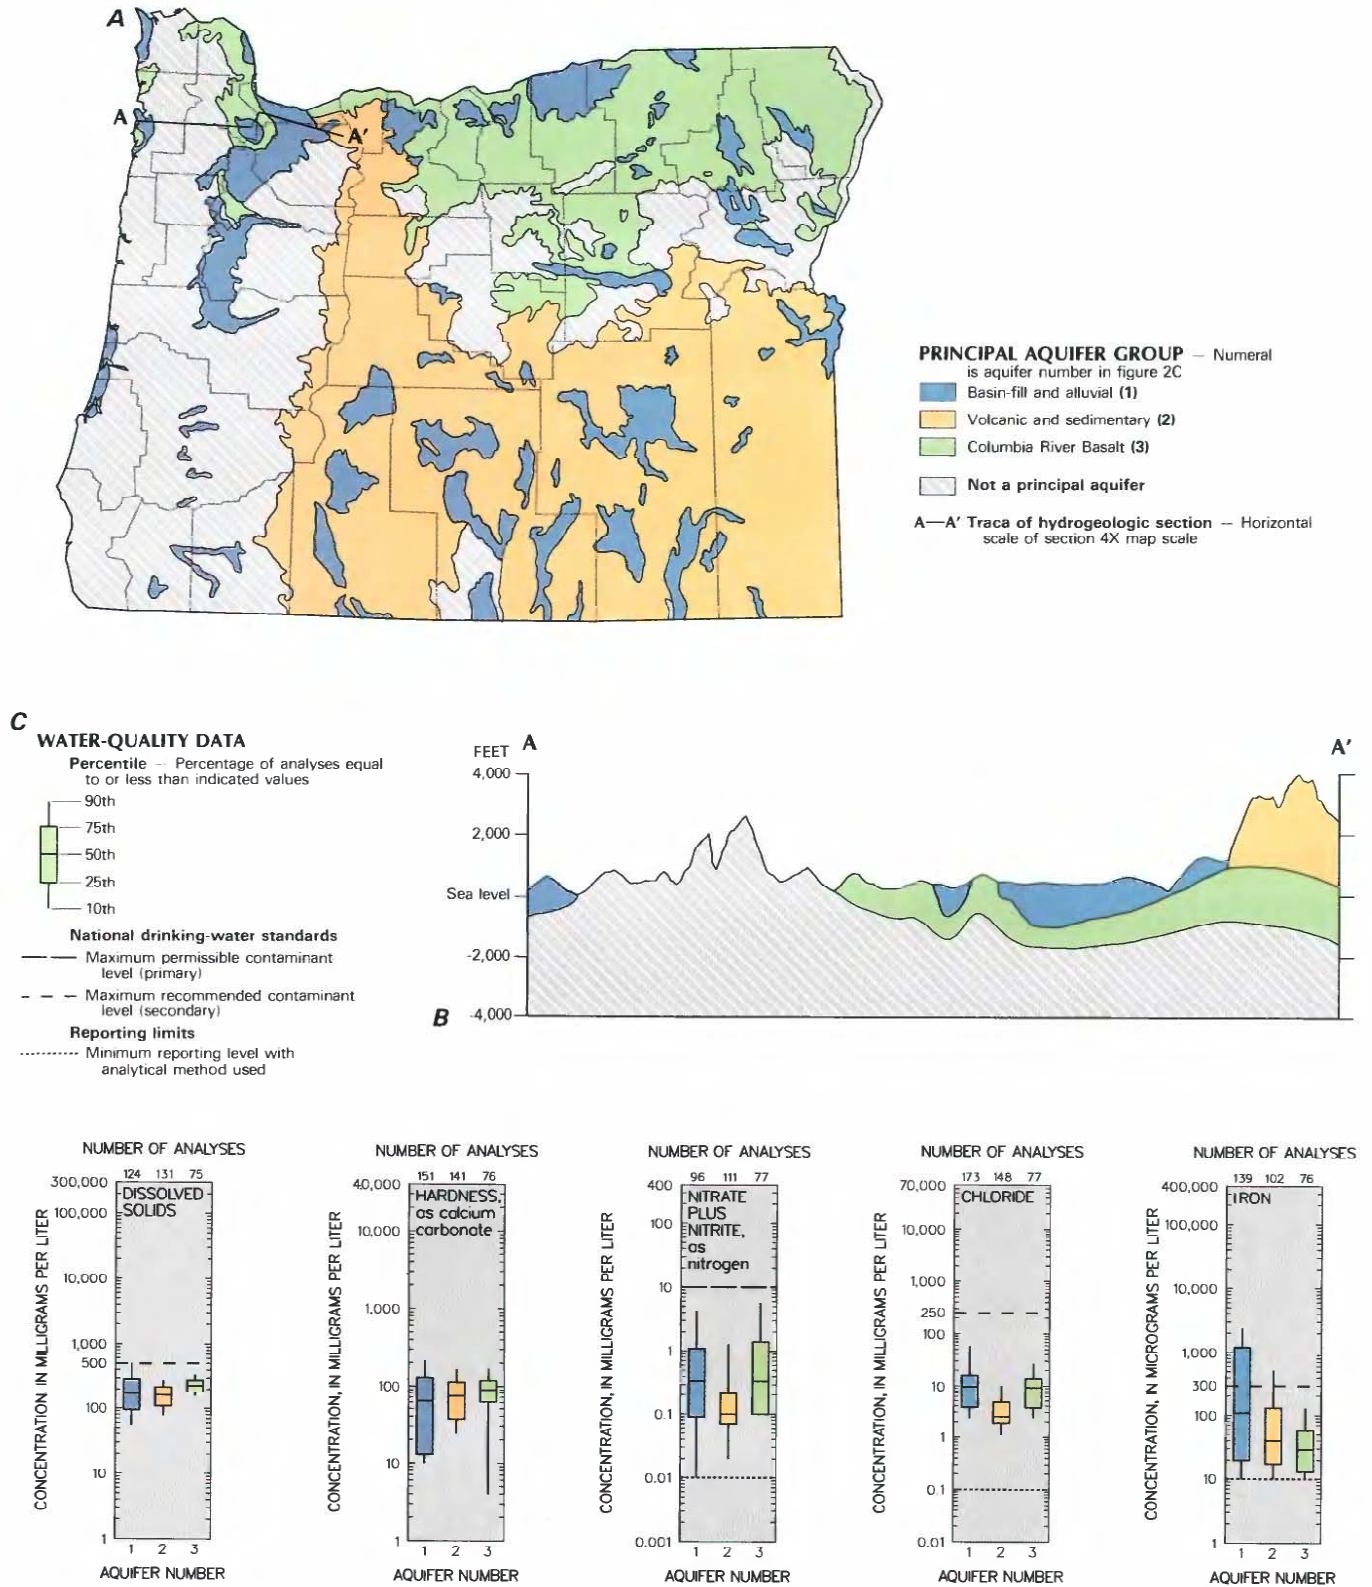 A
A
A'
PRINCIPAL AQUIFER GROUP — Numeral
is aquifer number in figure 2C
Basin-fill and alluvial (1)
Volcanic and sedimentary (2)
Columbia River Basalt (3)
Not a principal aquifer
A—A' Traca of hydrogeologic section — Horizontal
scale of section 4X map scale
C
WATER-QUALITY DATA
Percentile — Percentage of analyses equal
to or less than indicated values
90th
75th
50th
25th
10th
National drinking-water standards
Maximum permissible contaminant
level (primary)
Maximum recommended contaminant
level (secondary)
Reporting limits
Minimum reporting level with
analytical method used
FEET A A'
4,000
2,000
Sea level
-2,000
-4,000
B
NUMBER OF ANALYSES
124 131 75
300,000
100,000
10,000
1,000
500
100
10
1
DISSOLVED
SOLIDS
CONCENTRATION IN MILLIGRAMS PER LITER
1 2 3
AQUIFER NUMBER
NUMBER OF ANALYSES
151 141 76
40,000
10,000
1,000
100
10
1
HARDNESS,
as calcium
carbonate
CONCENTRATION, IN MILLIGRAMS PER LITER
1 2 3
AQUIFER NUMBER
NUMBER OF ANALYSES
96 111 77
400
100
10
1
0.1
0.01
0.001
NITRATE
PLUS
NITRITE,
as
nitrogen
CONCENTRATION, IN MILLIGRAMS PER LITER
1 2 3
AQUIFER NUMBER
NUMBER OF ANALYSES
173 148 77
70,000
10,000
1,000
250
100
10
1
0.1
0.01
CHLORIDE
CONCENTRATION, IN MILLIGRAMS PER LITER
1 2 3
AQUIFER NUMBER
NUMBER OF ANALYSES
139 102 76
400,000
100,000
10,000
1,000
300
100
10
1
IRON
CONCENTRATION, N MICROGRAMS PER LITER
1 2 3
AQUIFER NUMBER